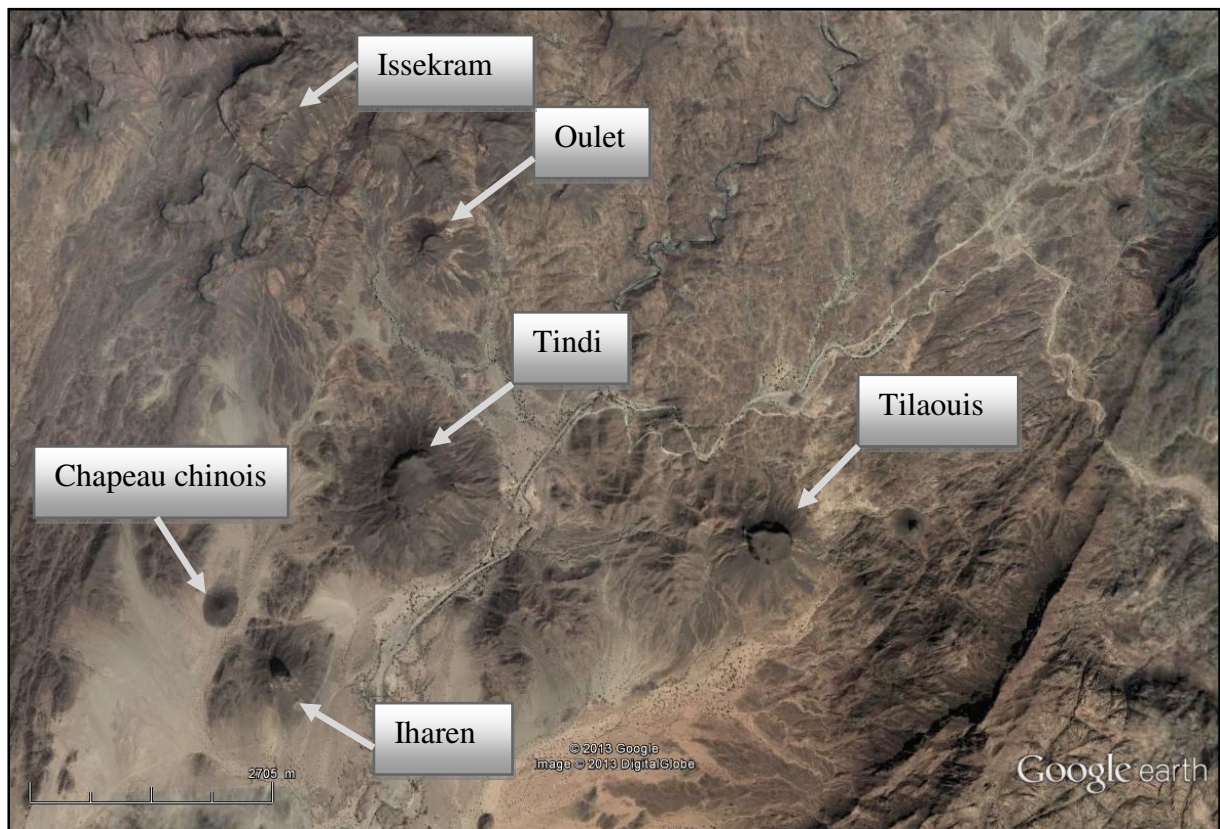 Issekram
Oulet
Tindi
Tilaouis
Chapeau chinois
Iharen
2705 m
© 2013 Google
Image © 2013 DigitalGlobe
Google earth